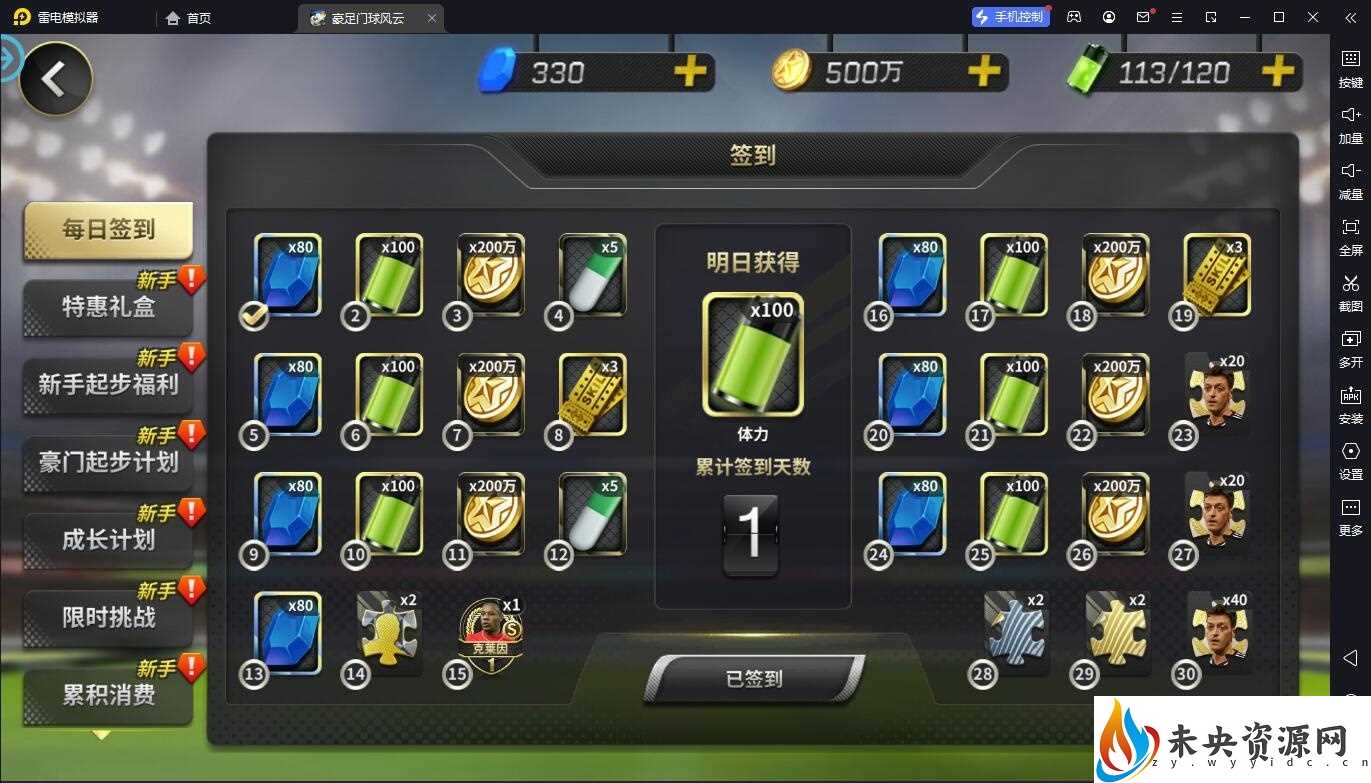 雷电模拟器
首页
豪足门球风云
手机控制
330
500万
113/120
签到
每日签到
新手
特惠礼盒
新手
新手起步福利
新手
豪门起步计划
新手
成长计划
新手
限时挑战
新手
累积消费
x80
x100
x200万
x5
2
3
4
x80
x100
x200万
x3
SKILL
5
6
7
8
x80
x100
x200万
x5
9
10
11
12
x80
x2
x1
S
克莱因
1
13
14
15
明日获得
x100
体力
累计签到天数
1
已签到
x80
x100
x200万
x3
SKILL
16
17
18
19
x80
x100
x200万
x20
20
21
22
23
x80
x100
x200万
x20
24
25
26
27
x2
x2
x40
28
29
30
按键
加量
减量
全屏
截图
多开
APK
安装
设置
更多
未央资源网
zy.wyyidc.cn